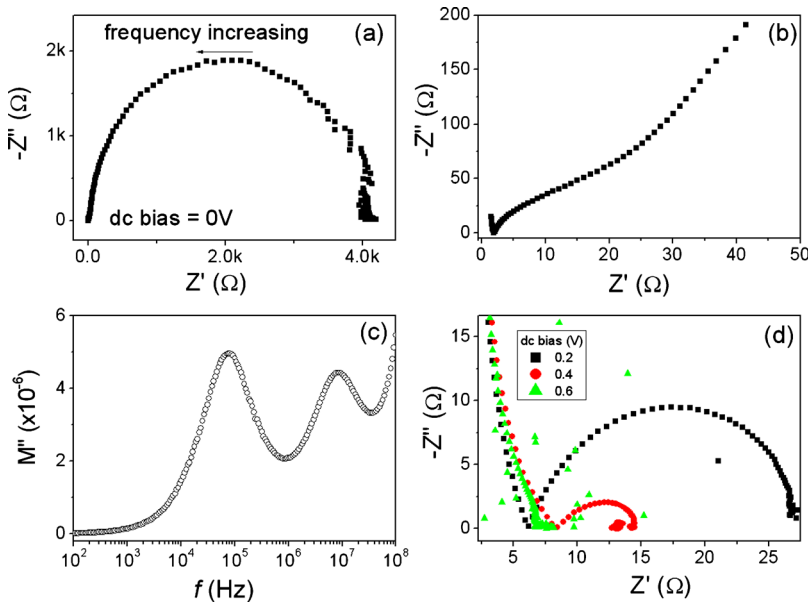 (a)
frequency increasing
2k
1k
0
-Z" (Ω)
dc bias = 0V
0.0 2.0k 4.0k
Z' (Ω)
(b)
200
150
100
50
0
-Z" (Ω)
0 10 20 30 40 50
Z' (Ω)
(c)
6
4
2
0
M" (x10⁻⁶)
10² 10³ 10⁴ 10⁵ 10⁶ 10⁷ 10⁸
f (Hz)
(d)
dc bias (V)
0.2
0.4
0.6
15
10
5
0
-Z" (Ω)
5 10 15 20 25
Z' (Ω)